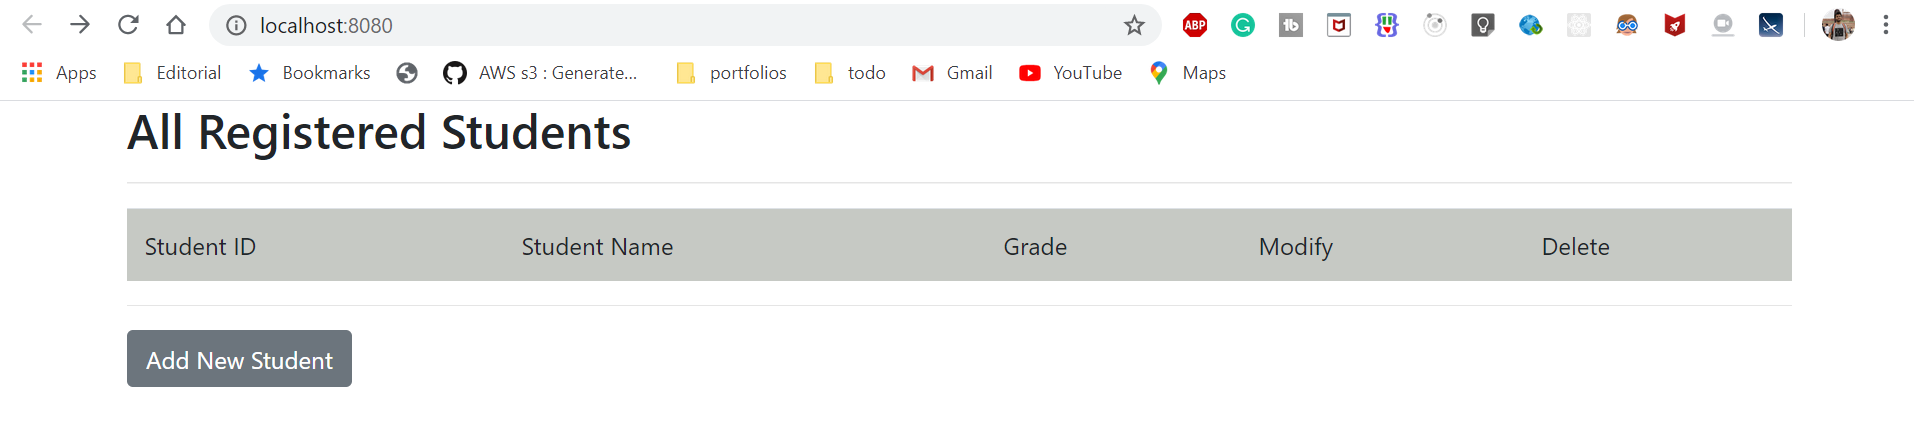 localhost:8080
ABP
Apps Editorial Bookmarks AWS s3 : Generate... portfolios todo Gmail YouTube Maps
All Registered Students
Student ID Student Name Grade Modify Delete
Add New Student